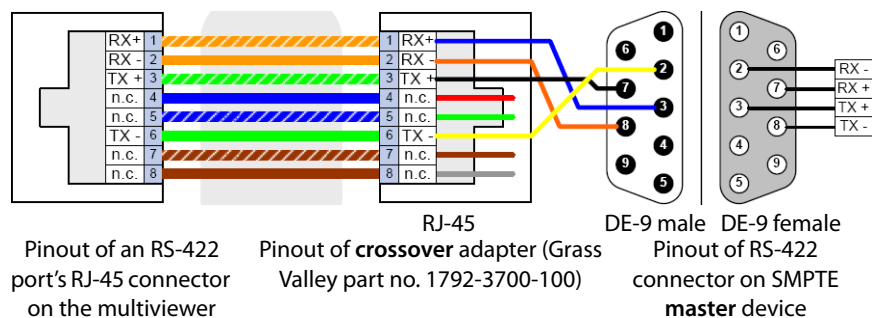 RX+ 1
RX - 2
TX + 3
n.c. 4
n.c. 5
TX - 6
n.c. 7
n.c. 8
1 RX+
2 RX -
3 TX +
4 n.c.
5 n.c.
6 TX -
7 n.c.
8 n.c.
1
6
2
7
3
8
4
9
5
1
6
2
7
3
8
4
9
5
RX -
RX +
TX +
TX -
RJ-45
DE-9 male
DE-9 female
Pinout of an RS-422
port's RJ-45 connector
on the multiviewer
Pinout of crossover adapter (Grass
Valley part no. 1792-3700-100)
Pinout of RS-422
connector on SMPTE
master device